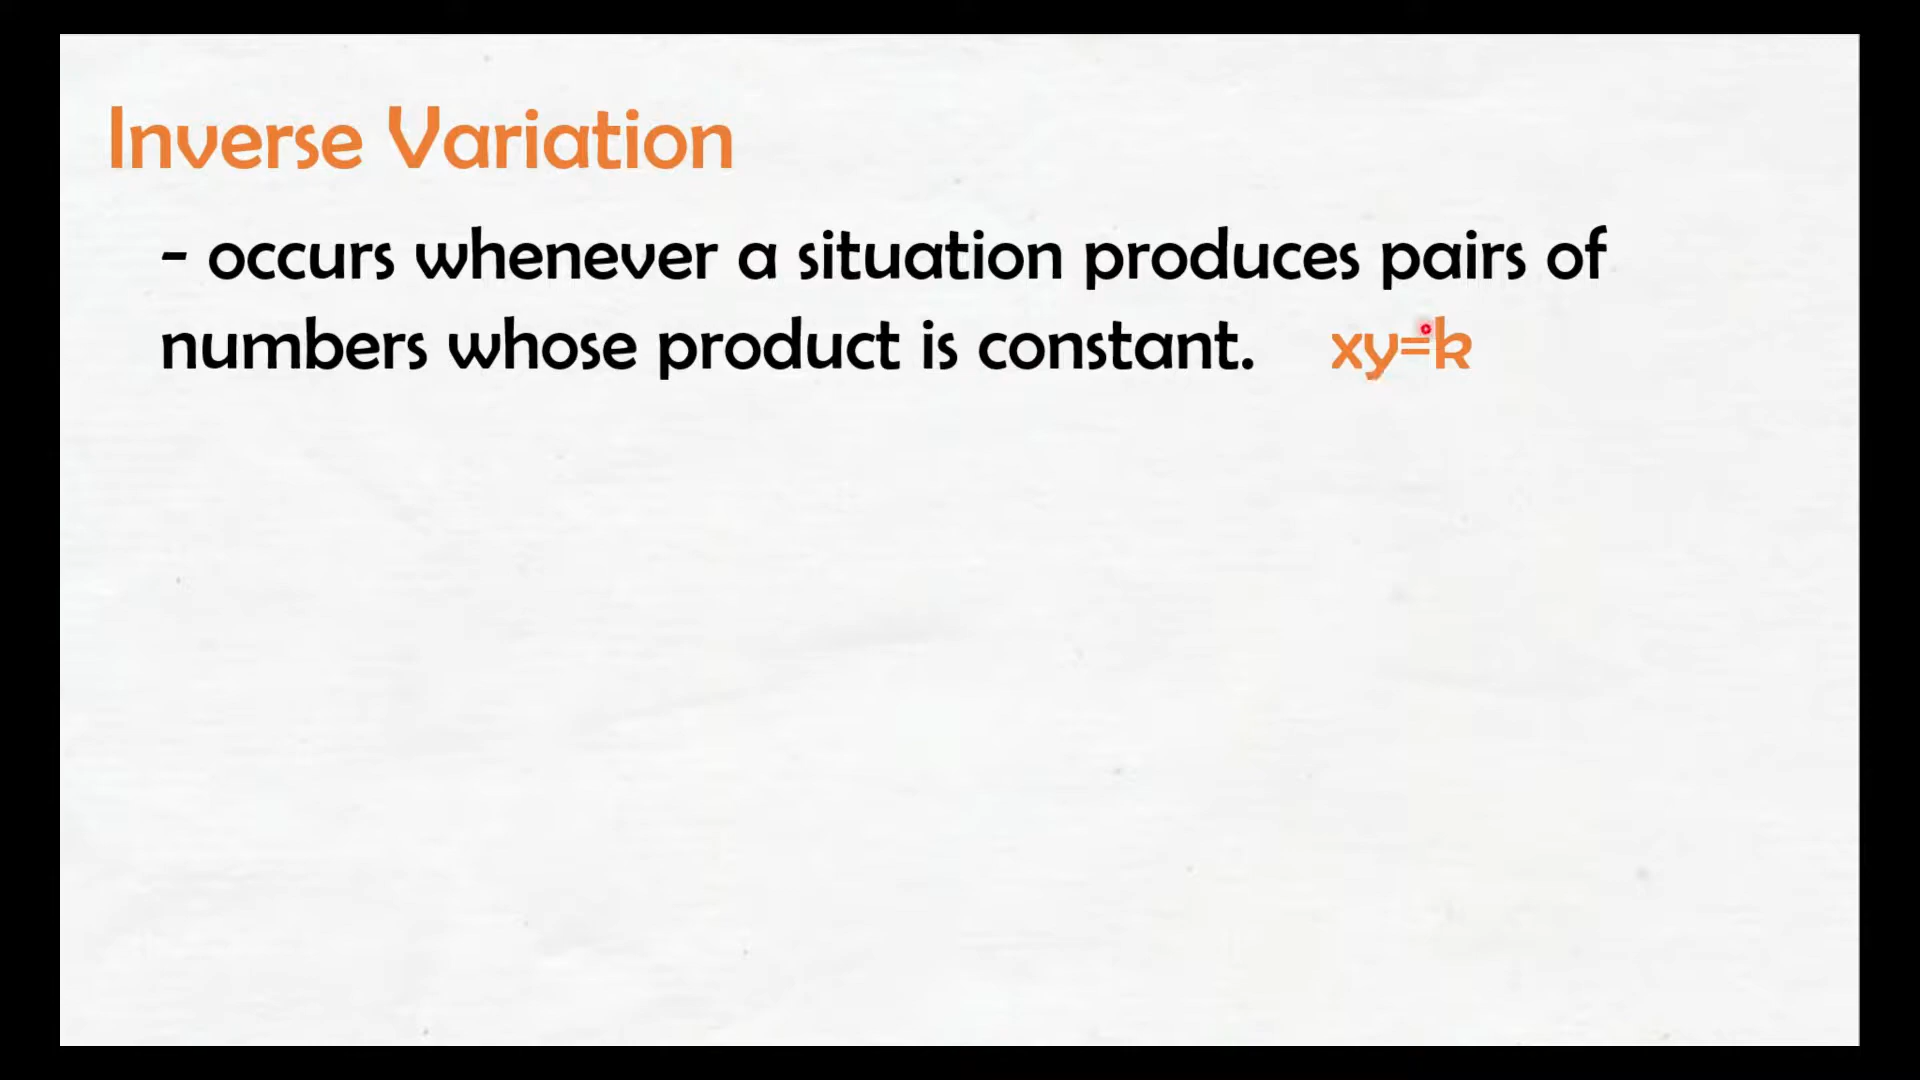 Inverse Variation
- occurs whenever a situation produces pairs of
numbers whose product is constant. xy=k